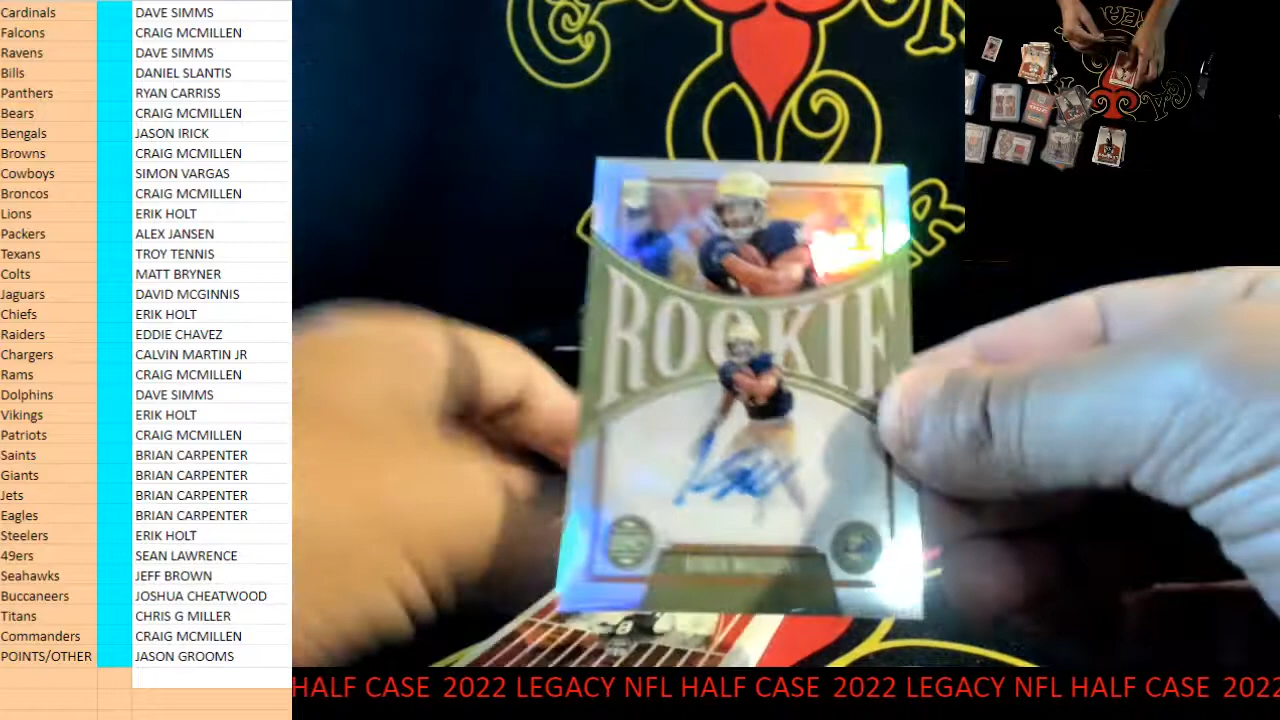 Cardinals DAVE SIMMS
Falcons CRAIG MCMILLEN
Ravens DAVE SIMMS
Bills DANIEL SLANTIS
Panthers RYAN CARRISS
Bears CRAIG MCMILLEN
Bengals JASON IRICK
Browns CRAIG MCMILLEN
Cowboys SIMON VARGAS
Broncos CRAIG MCMILLEN
Lions ERIK HOLT
Packers ALEX JANSEN
Texans TROY TENNIS
Colts MATT BRYNER
Jaguars DAVID MCGINNIS
Chiefs ERIK HOLT
Raiders EDDIE CHAVEZ
Chargers CALVIN MARTIN JR
Rams CRAIG MCMILLEN
Dolphins DAVE SIMMS
Vikings ERIK HOLT
Patriots CRAIG MCMILLEN
Saints BRIAN CARPENTER
Giants BRIAN CARPENTER
Jets BRIAN CARPENTER
Eagles BRIAN CARPENTER
Steelers ERIK HOLT
49ers SEAN LAWRENCE
Seahawks JEFF BROWN
Buccaneers JOSHUA CHEATWOOD
Titans CHRIS G MILLER
Commanders CRAIG MCMILLEN
POINTS/OTHER JASON GROOMS
ROOKIE
HALF CASE 2022 LEGACY NFL HALF CASE 2022 LEGACY NFL HALF CASE 2022